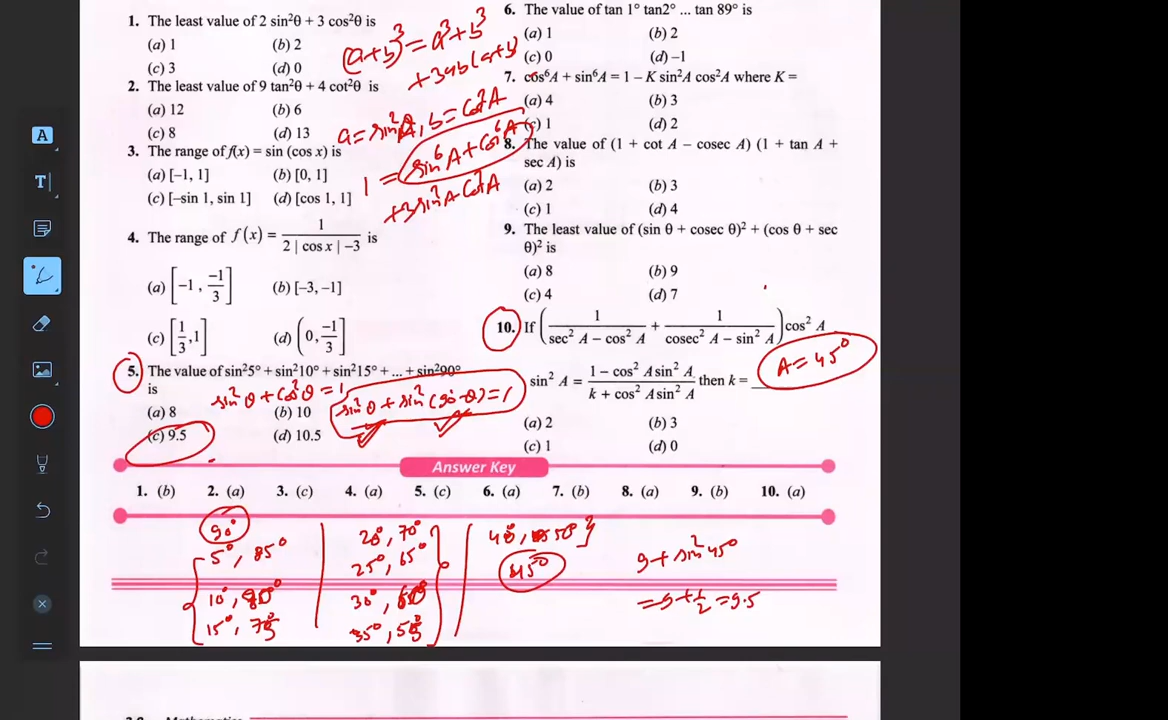 1. The least value of 2 sin²θ + 3 cos²θ is
(a) 1 (b) 2
(c) 3 (d) 0
2. The least value of 9 tan²θ + 4 cot²θ is
(a) 12 (b) 6
(c) 8 (d) 13
3. The range of f(x) = sin (cos x) is
(a) [–1, 1] (b) [0, 1]
(c) [–sin 1, sin 1] (d) [cos 1, 1]
4. The range of f(x) = 1 / (2 | cos x | –3) is
(a) [–1, –1/3] (b) [–3, –1]
(c) [1/3, 1] (d) (0, –1/3]
5. The value of sin²5° + sin²10° + sin²15° + ... + sin²90°
is
(a) 8 (b) 10
(c) 9.5 (d) 10.5
sin²θ + cos²θ = 1
sin²θ + sin²(90-θ) = 1
(a+b)³ = a³+b³
+3ab(a+b)
a = sin²A, b = cos²A
1 = sin⁶A + cos⁶A
+3sin²A cos²A
6. The value of tan 1° tan2° ... tan 89° is
(a) 1 (b) 2
(c) 0 (d) –1
7. cos⁶A + sin⁶A = 1 – K sin²A cos²A where K =
(a) 4 (b) 3
(c) 1 (d) 2
8. The value of (1 + cot A – cosec A) (1 + tan A +
sec A) is
(a) 2 (b) 3
(c) 1 (d) 4
9. The least value of (sin θ + cosec θ)² + (cos θ + sec
θ)² is
(a) 8 (b) 9
(c) 4 (d) 7
10. If (1 / (sec² A – cos² A) + 1 / (cosec² A – sin² A)) cos² A
sin² A = (1 – cos² A sin² A) / (k + cos² A sin² A) then k = __
A = 45°
(a) 2 (b) 3
(c) 1 (d) 0
Answer Key
1. (b) 2. (a) 3. (c) 4. (a) 5. (c) 6. (a) 7. (b) 8. (a) 9. (b) 10. (a)
90°
5°, 85°
10°, 80°
15°, 75°
20°, 70°
25°, 65°
30°, 60°
35°, 55°
40°, 50°
45°
9 + sin²45°
= 9 + 1/2 = 9.5